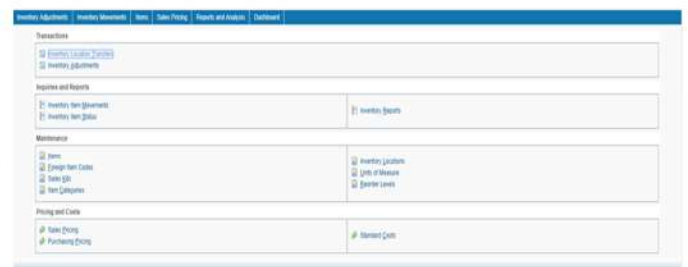 Inventory Adjustments Inventory Movements Items Sales Pricing Reports and Analysis Dashboard
Transactions
Inventory Location Transfers
Inventory Adjustments
Inquiries and Reports
Inventory Item Movements
Inventory Item Status
Inventory Reports
Maintenance
Items
Foreign Item Codes
Sales Kits
Item Categories
Inventory Locations
Units of Measure
Reorder Levels
Pricing and Costs
Sales Pricing
Purchasing Pricing
Standard Costs